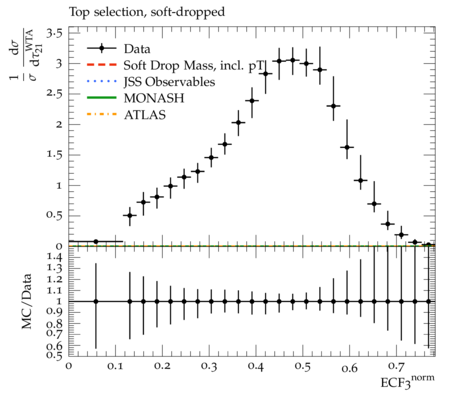 Top selection, soft-dropped
1/σ dσ/dτ₂₁^WTA
3.5
3
2.5
2
1.5
1
0.5
0
Data
Soft Drop Mass, incl. pT
JSS Observables
MONASH
ATLAS
MC/Data
1.4
1.3
1.2
1.1
1
0.9
0.8
0.7
0.6
0.5
0 0.1 0.2 0.3 0.4 0.5 0.6 0.7
ECF3^norm